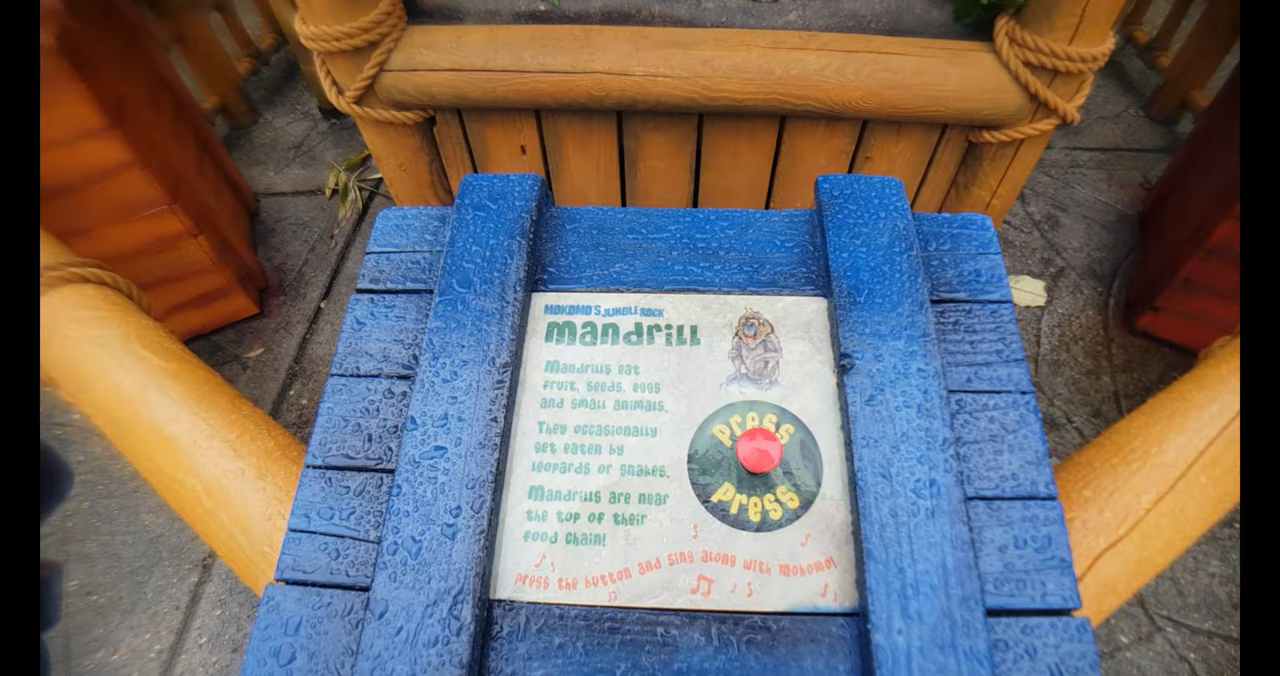 MOKOMO'S JUNGLE ROCK
mandrill
Mandrills eat
fruit, seeds, eggs
and small animals.
They occasionally
get eaten by
leopards or snakes.
Mandrills are near
the top of their
food chain!
press
press
press the button and sing along with mokomo!